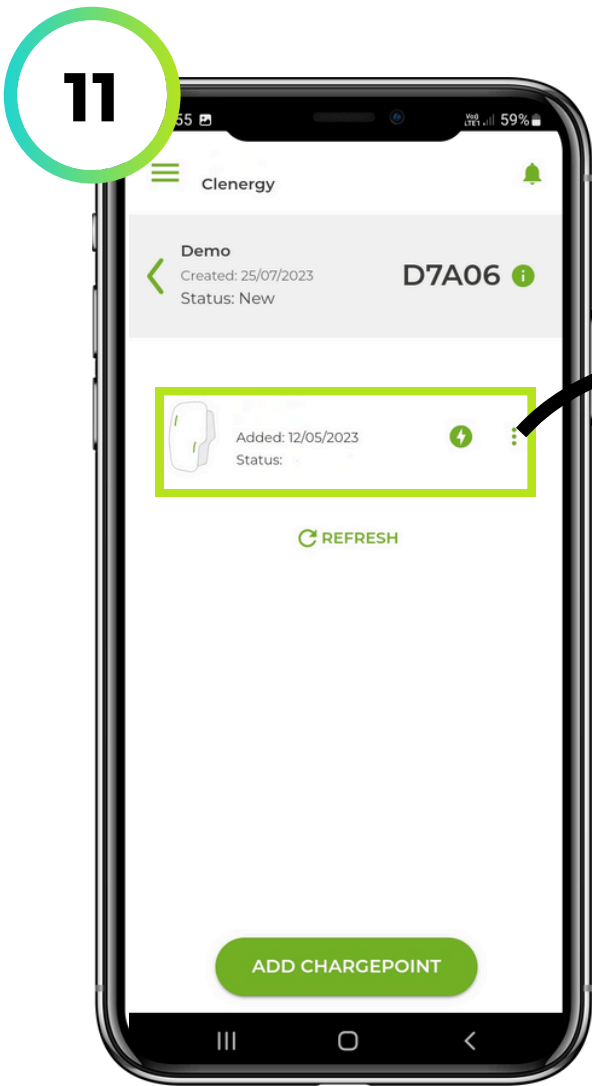 11
55
Vo)) LTE1 59%
Clenergy
Demo
Created: 25/07/2023
Status: New
D7A06
Added: 12/05/2023
Status:
REFRESH
ADD CHARGEPOINT